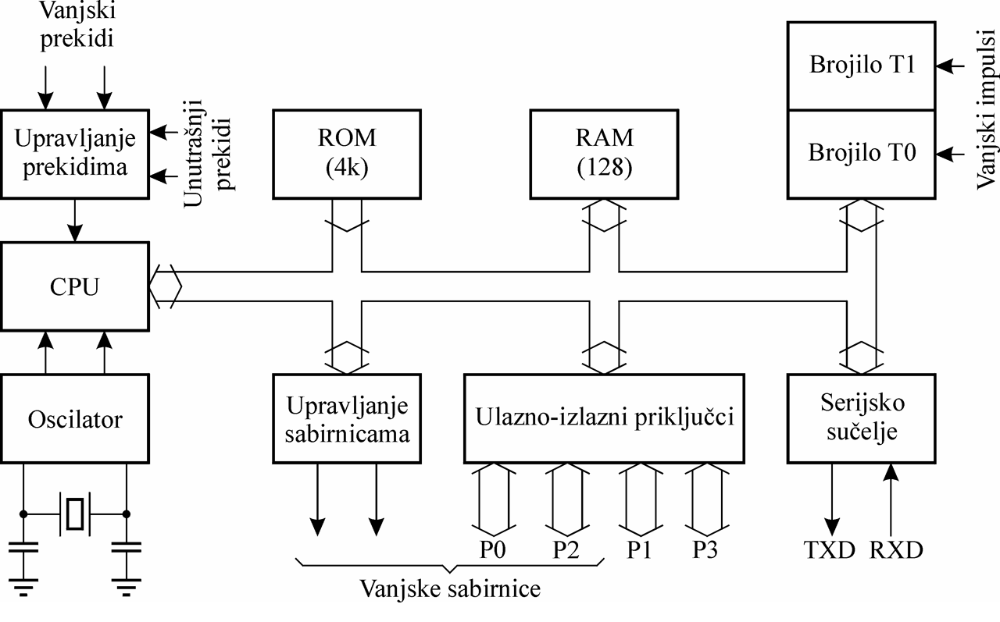 Vanjski
prekidi
Upravljanje
prekidima
Unutrašnji
prekidi
ROM
(4k)
RAM
(128)
Brojilo T1
Brojilo T0
Vanjski impulsi
CPU
Oscilator
Upravljanje
sabirnicama
Ulazno-izlazni priključci
Serijsko
sučelje
P0 P2 P1 P3
TXD RXD
Vanjske sabirnice